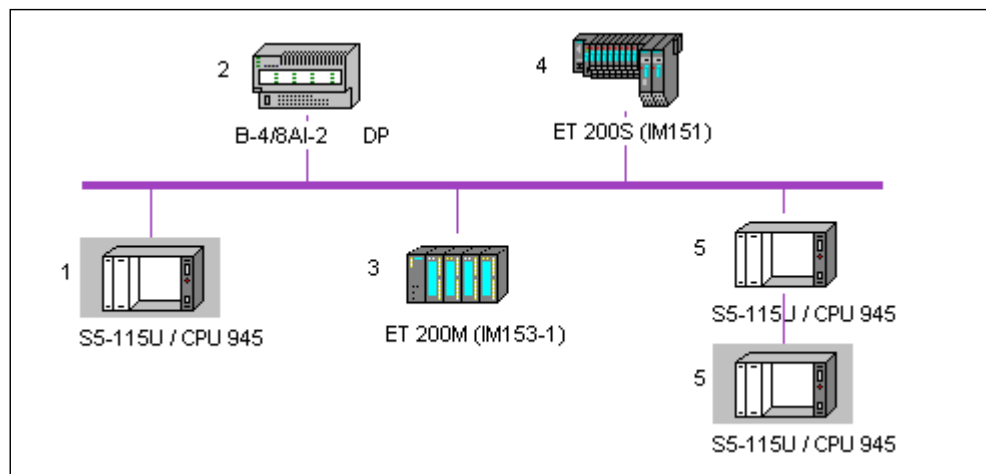 2
B-4/8AI-2 DP
4
ET 200S (IM151)
1
S5-115U / CPU 945
3
ET 200M (IM153-1)
5
S5-115U / CPU 945
5
S5-115U / CPU 945